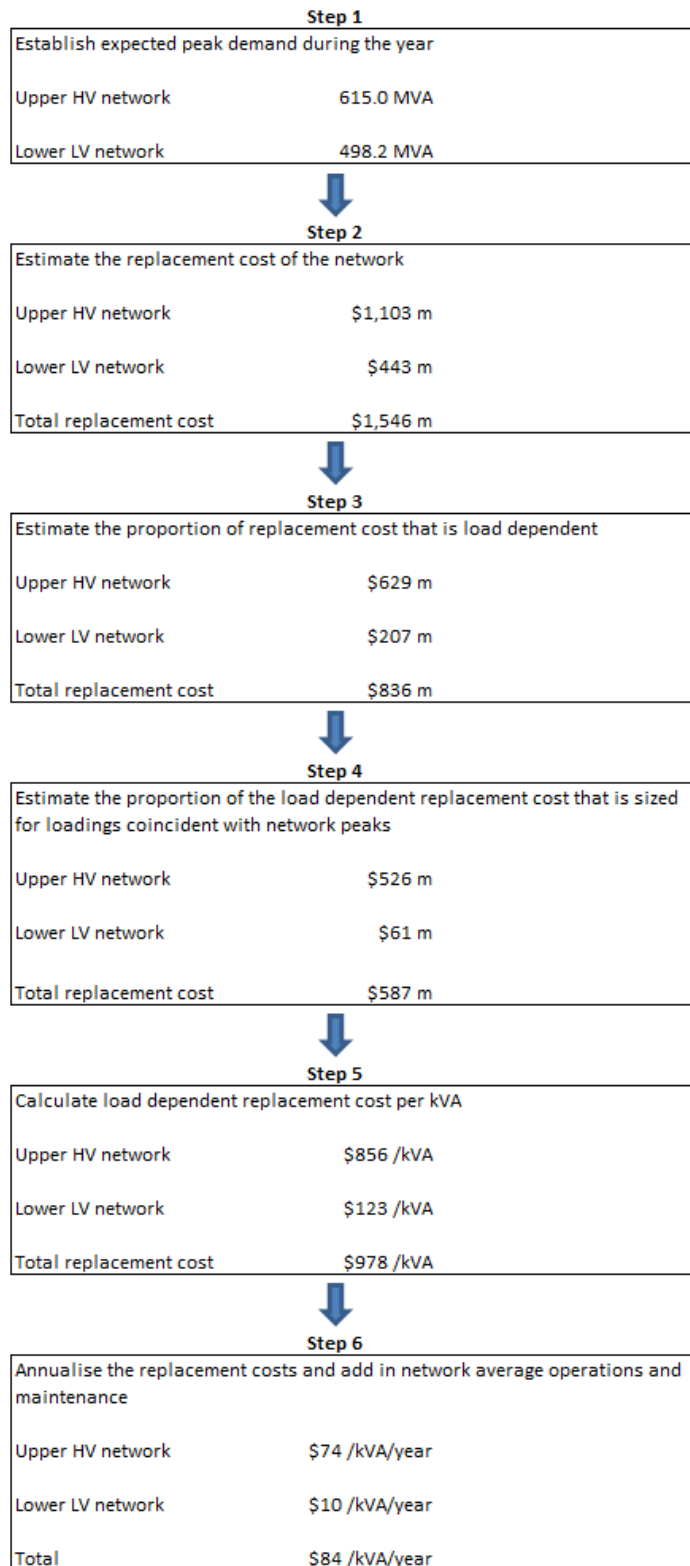 Step 1
Establish expected peak demand during the year
Upper HV network 615.0 MVA
Lower LV network 498.2 MVA
Step 2
Estimate the replacement cost of the network
Upper HV network $1,103 m
Lower LV network $443 m
Total replacement cost $1,546 m
Step 3
Estimate the proportion of replacement cost that is load dependent
Upper HV network $629 m
Lower LV network $207 m
Total replacement cost $836 m
Step 4
Estimate the proportion of the load dependent replacement cost that is sized
for loadings coincident with network peaks
Upper HV network $526 m
Lower LV network $61 m
Total replacement cost $587 m
Step 5
Calculate load dependent replacement cost per kVA
Upper HV network $856 /kVA
Lower LV network $123 /kVA
Total replacement cost $978 /kVA
Step 6
Annualise the replacement costs and add in network average operations and
maintenance
Upper HV network $74 /kVA/year
Lower LV network $10 /kVA/year
Total $84 /kVA/year